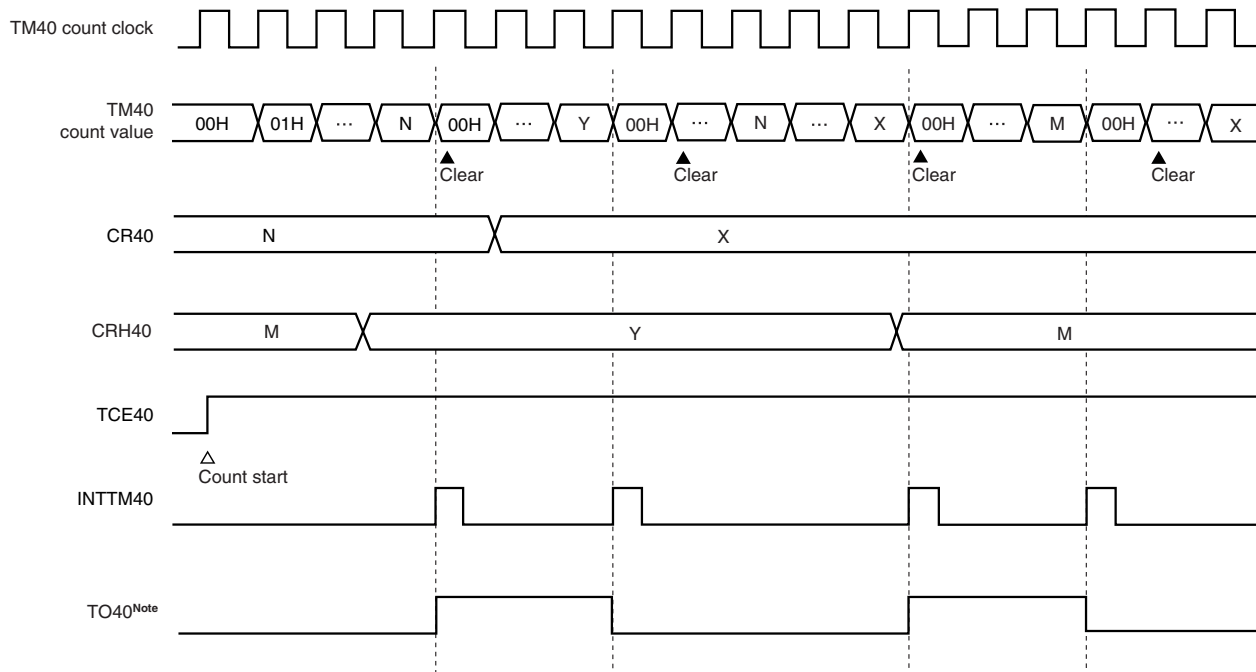 TM40 count clock
TM40
count value
00H 01H ... N 00H ... Y 00H ... N ... X 00H ... M 00H ... X
Clear Clear Clear Clear
CR40 N X
CRH40 M Y M
TCE40
Count start
INTTM40
TO40Note